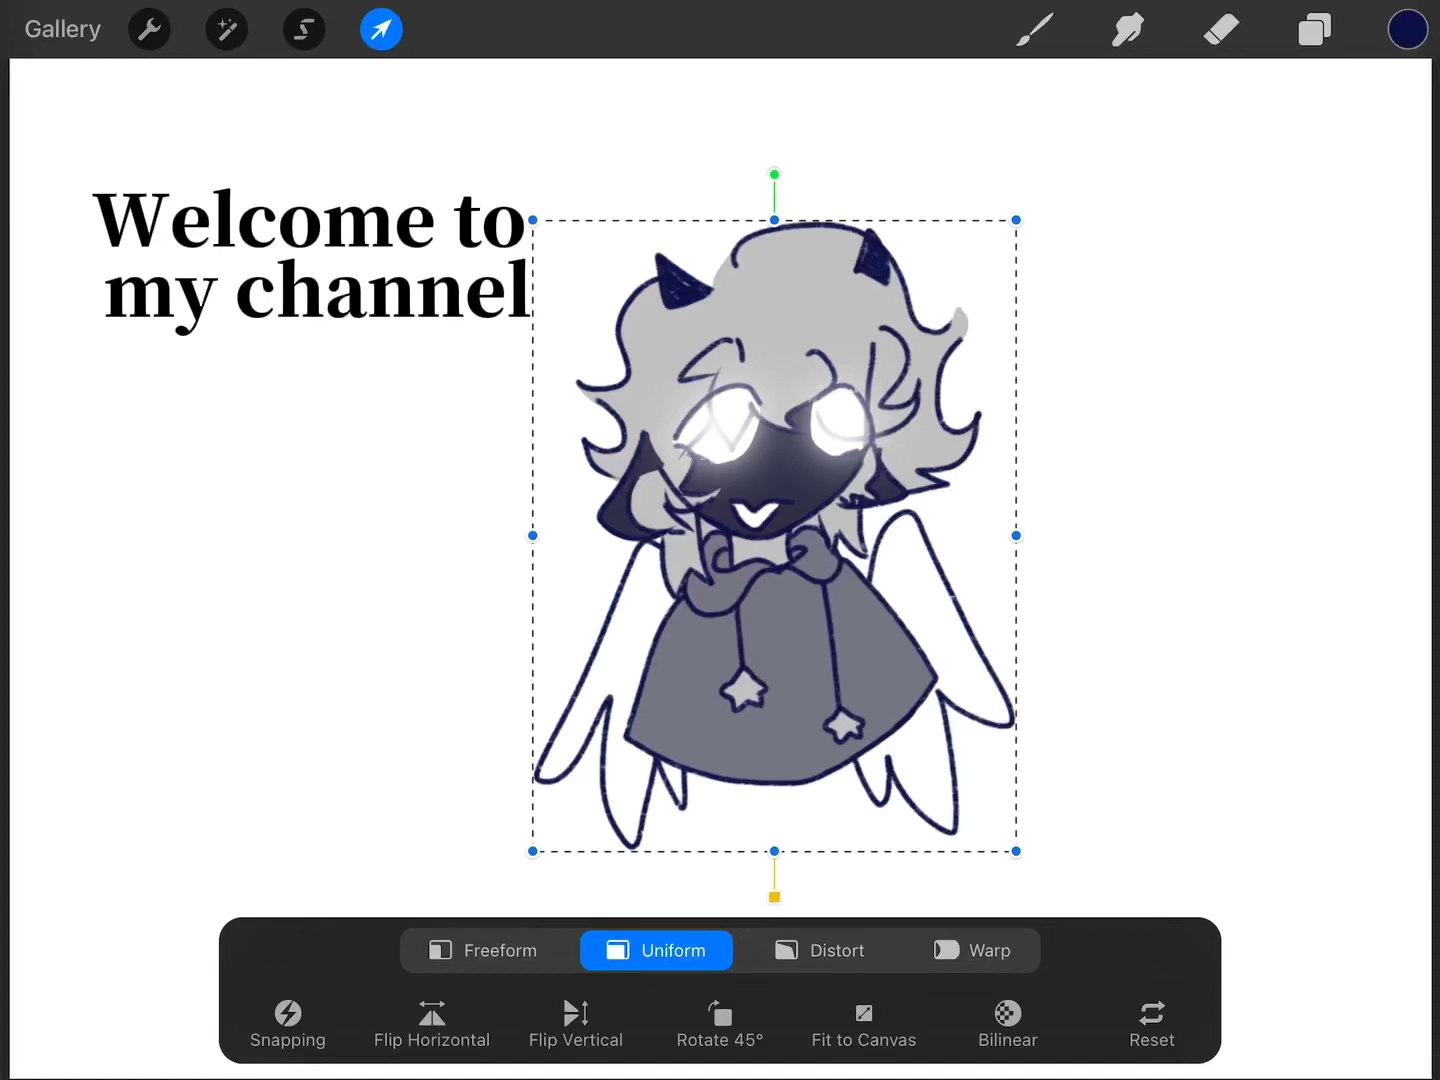 Gallery
Welcome to
my channel
Freeform Uniform Distort Warp
Snapping Flip Horizontal Flip Vertical Rotate 45° Fit to Canvas Bilinear Reset